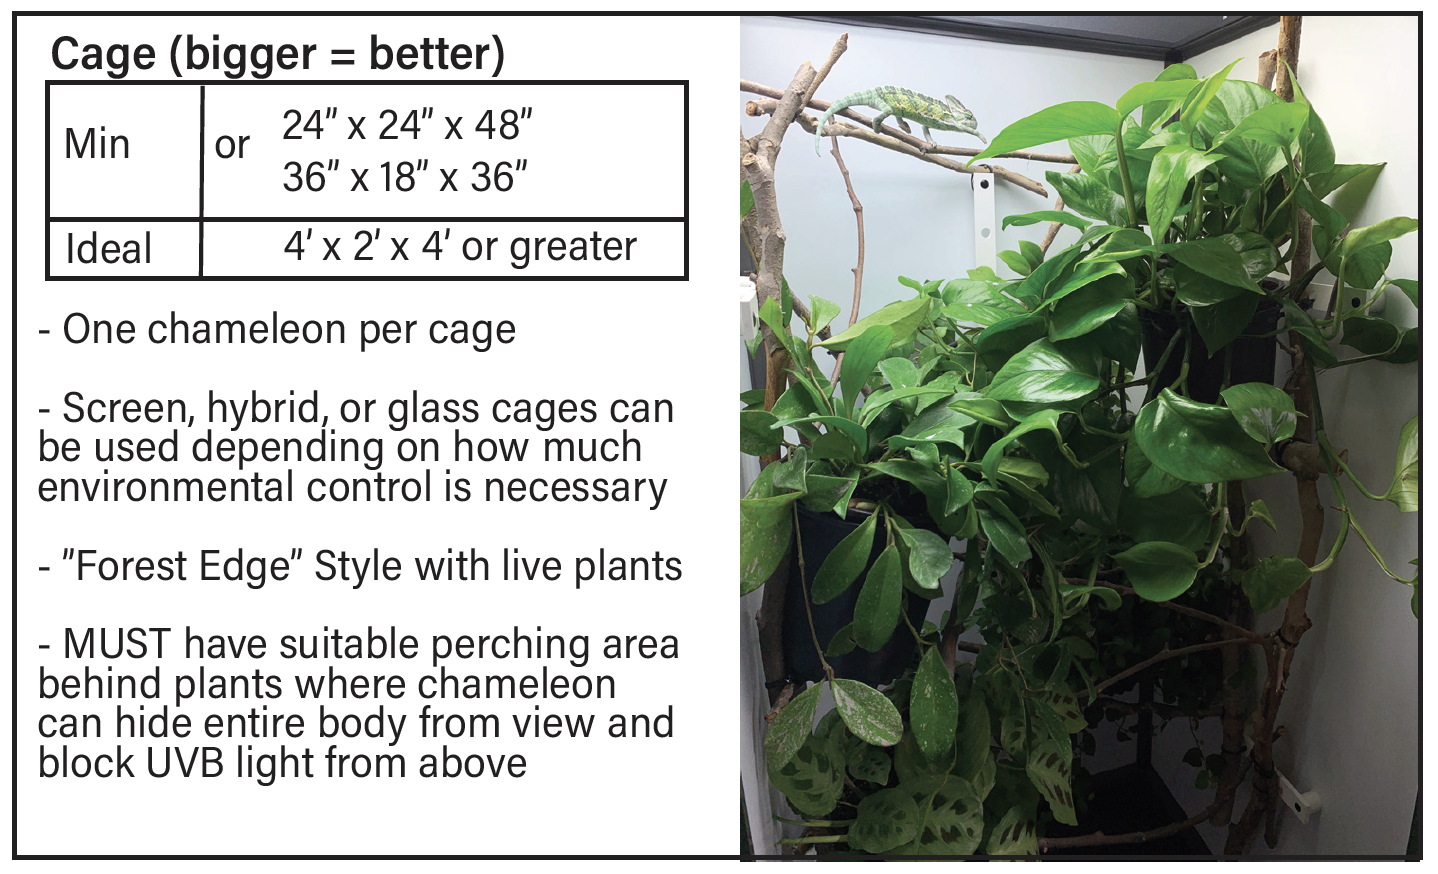 Cage (bigger = better)
Min
or
24” x 24” x 48”
36” x 18” x 36”
Ideal
4’ x 2’ x 4’ or greater
- One chameleon per cage
- Screen, hybrid, or glass cages can
be used depending on how much
environmental control is necessary
- ”Forest Edge” Style with live plants
- MUST have suitable perching area
behind plants where chameleon
can hide entire body from view and
block UVB light from above